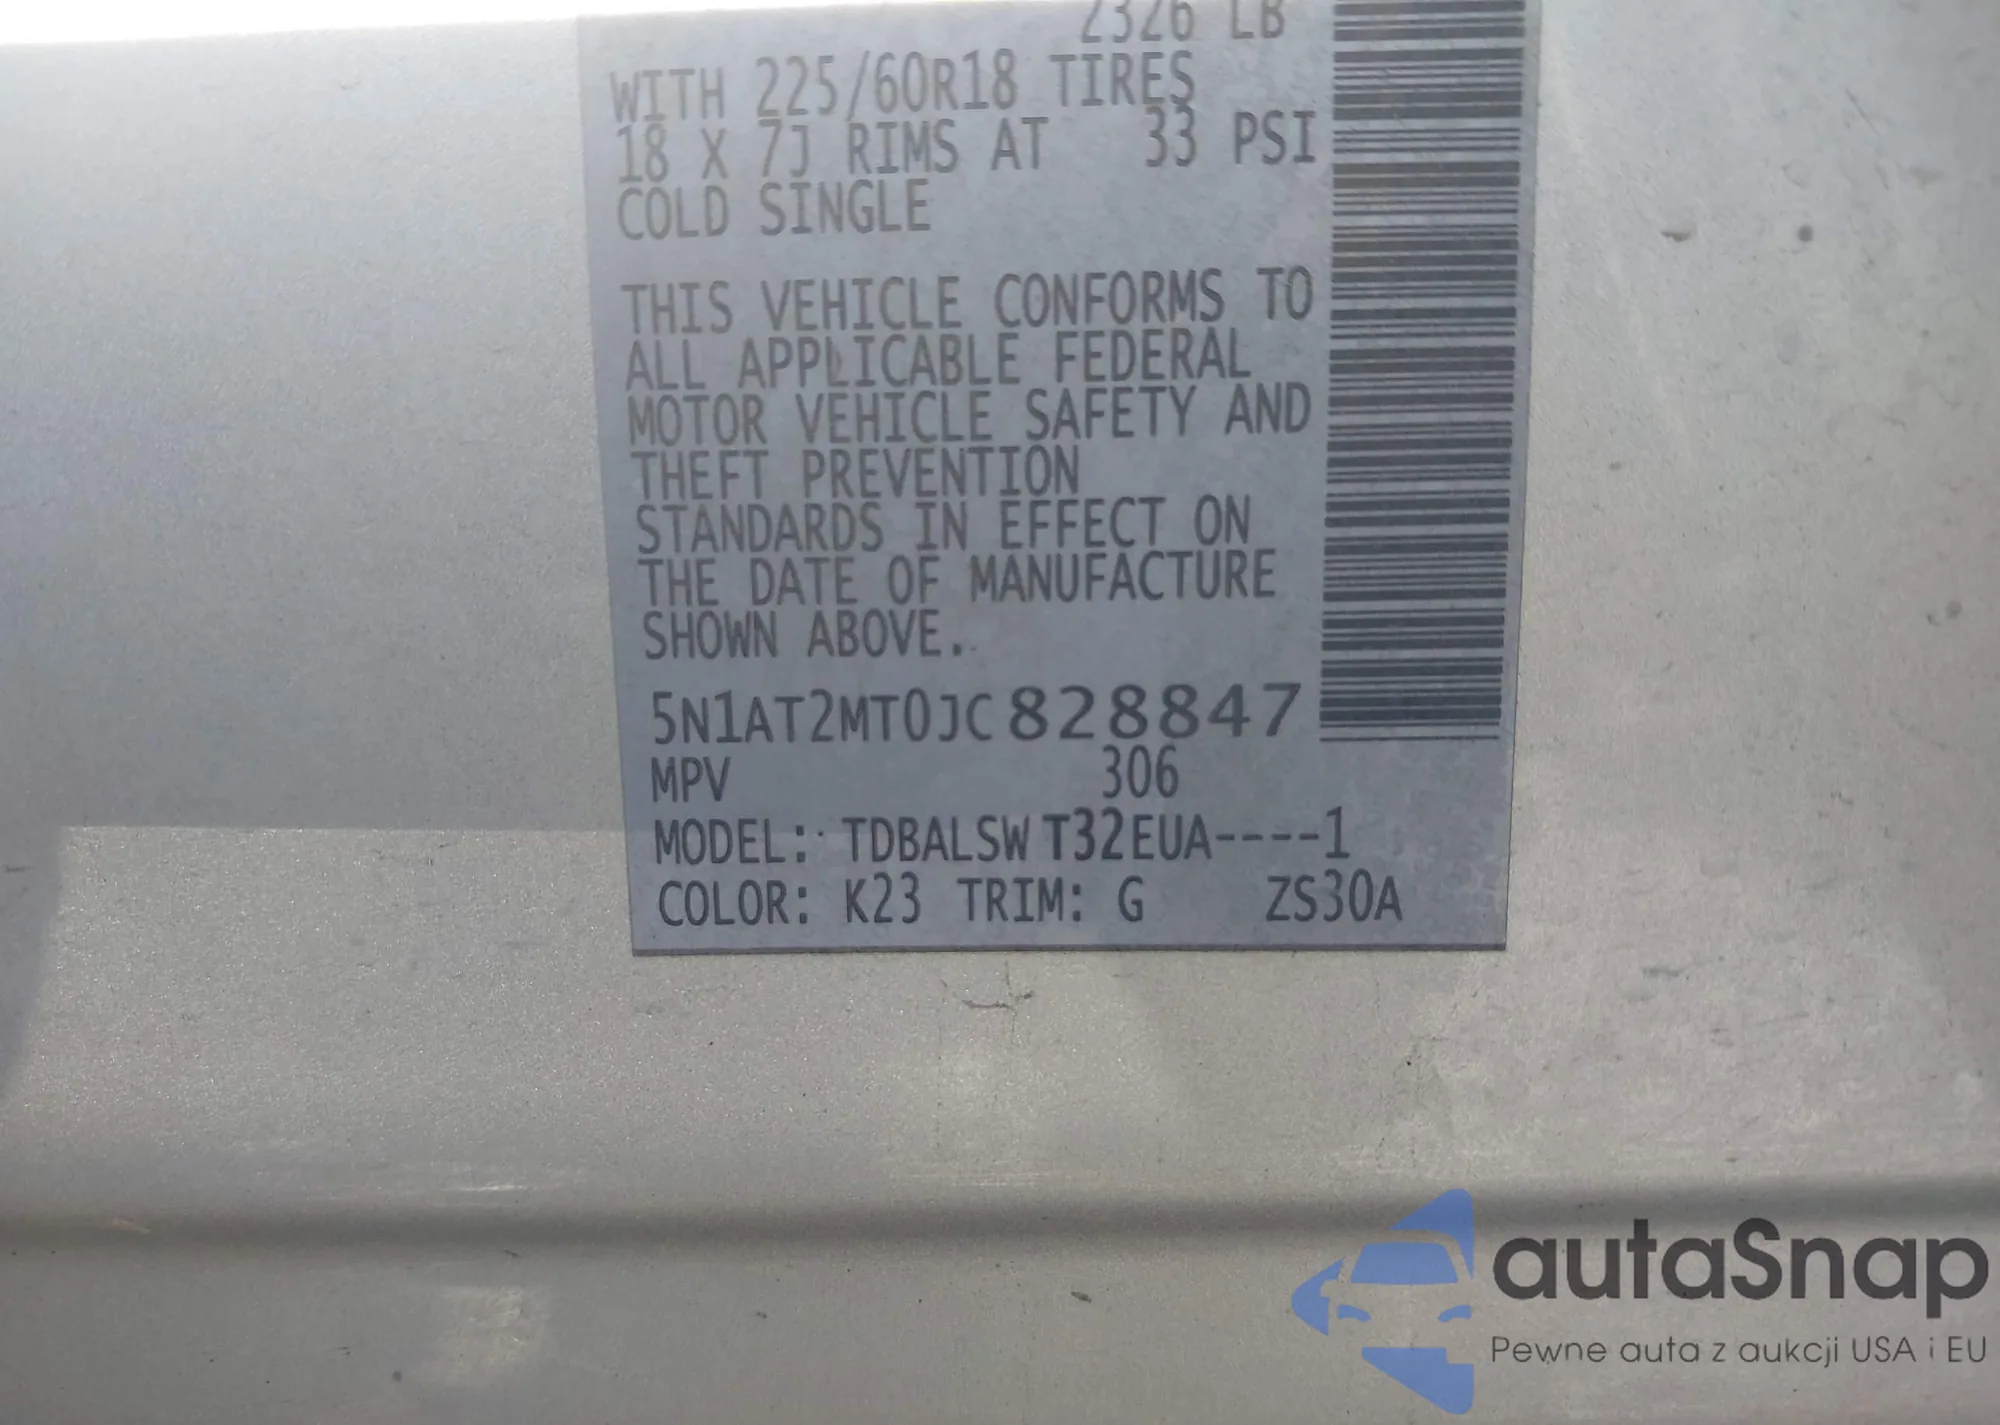 2326 LB
WITH 225/60R18 TIRES
18 X 7J RIMS AT 33 PSI
COLD SINGLE
THIS VEHICLE CONFORMS TO
ALL APPLICABLE FEDERAL
MOTOR VEHICLE SAFETY AND
THEFT PREVENTION
STANDARDS IN EFFECT ON
THE DATE OF MANUFACTURE
SHOWN ABOVE.
5N1AT2MT0JC828847
MPV 306
MODEL: TDBALSW T32EUA----1
COLOR: K23 TRIM: G ZS30A
autaSnap
Pewne auta z aukcji USA i EU